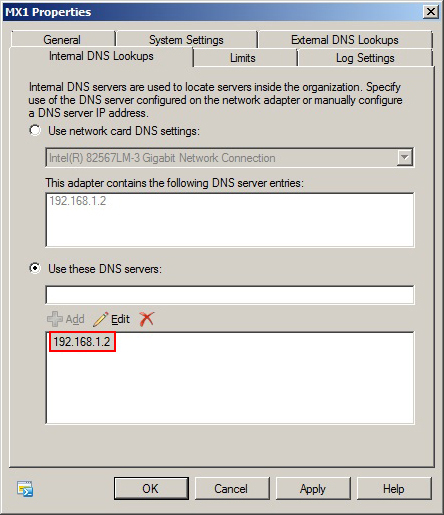 MX1 Properties
General
System Settings
External DNS Lookups
Internal DNS Lookups
Limits
Log Settings
Internal DNS servers are used to locate servers inside the organization. Specify
use of the DNS server configured on the network adapter or manually configure
a DNS server IP address.
Use network card DNS settings:
Intel(R) 82567LM-3 Gigabit Network Connection
This adapter contains the following DNS server entries:
192.168.1.2
Use these DNS servers:
Add Edit
192.168.1.2
OK Cancel Apply Help